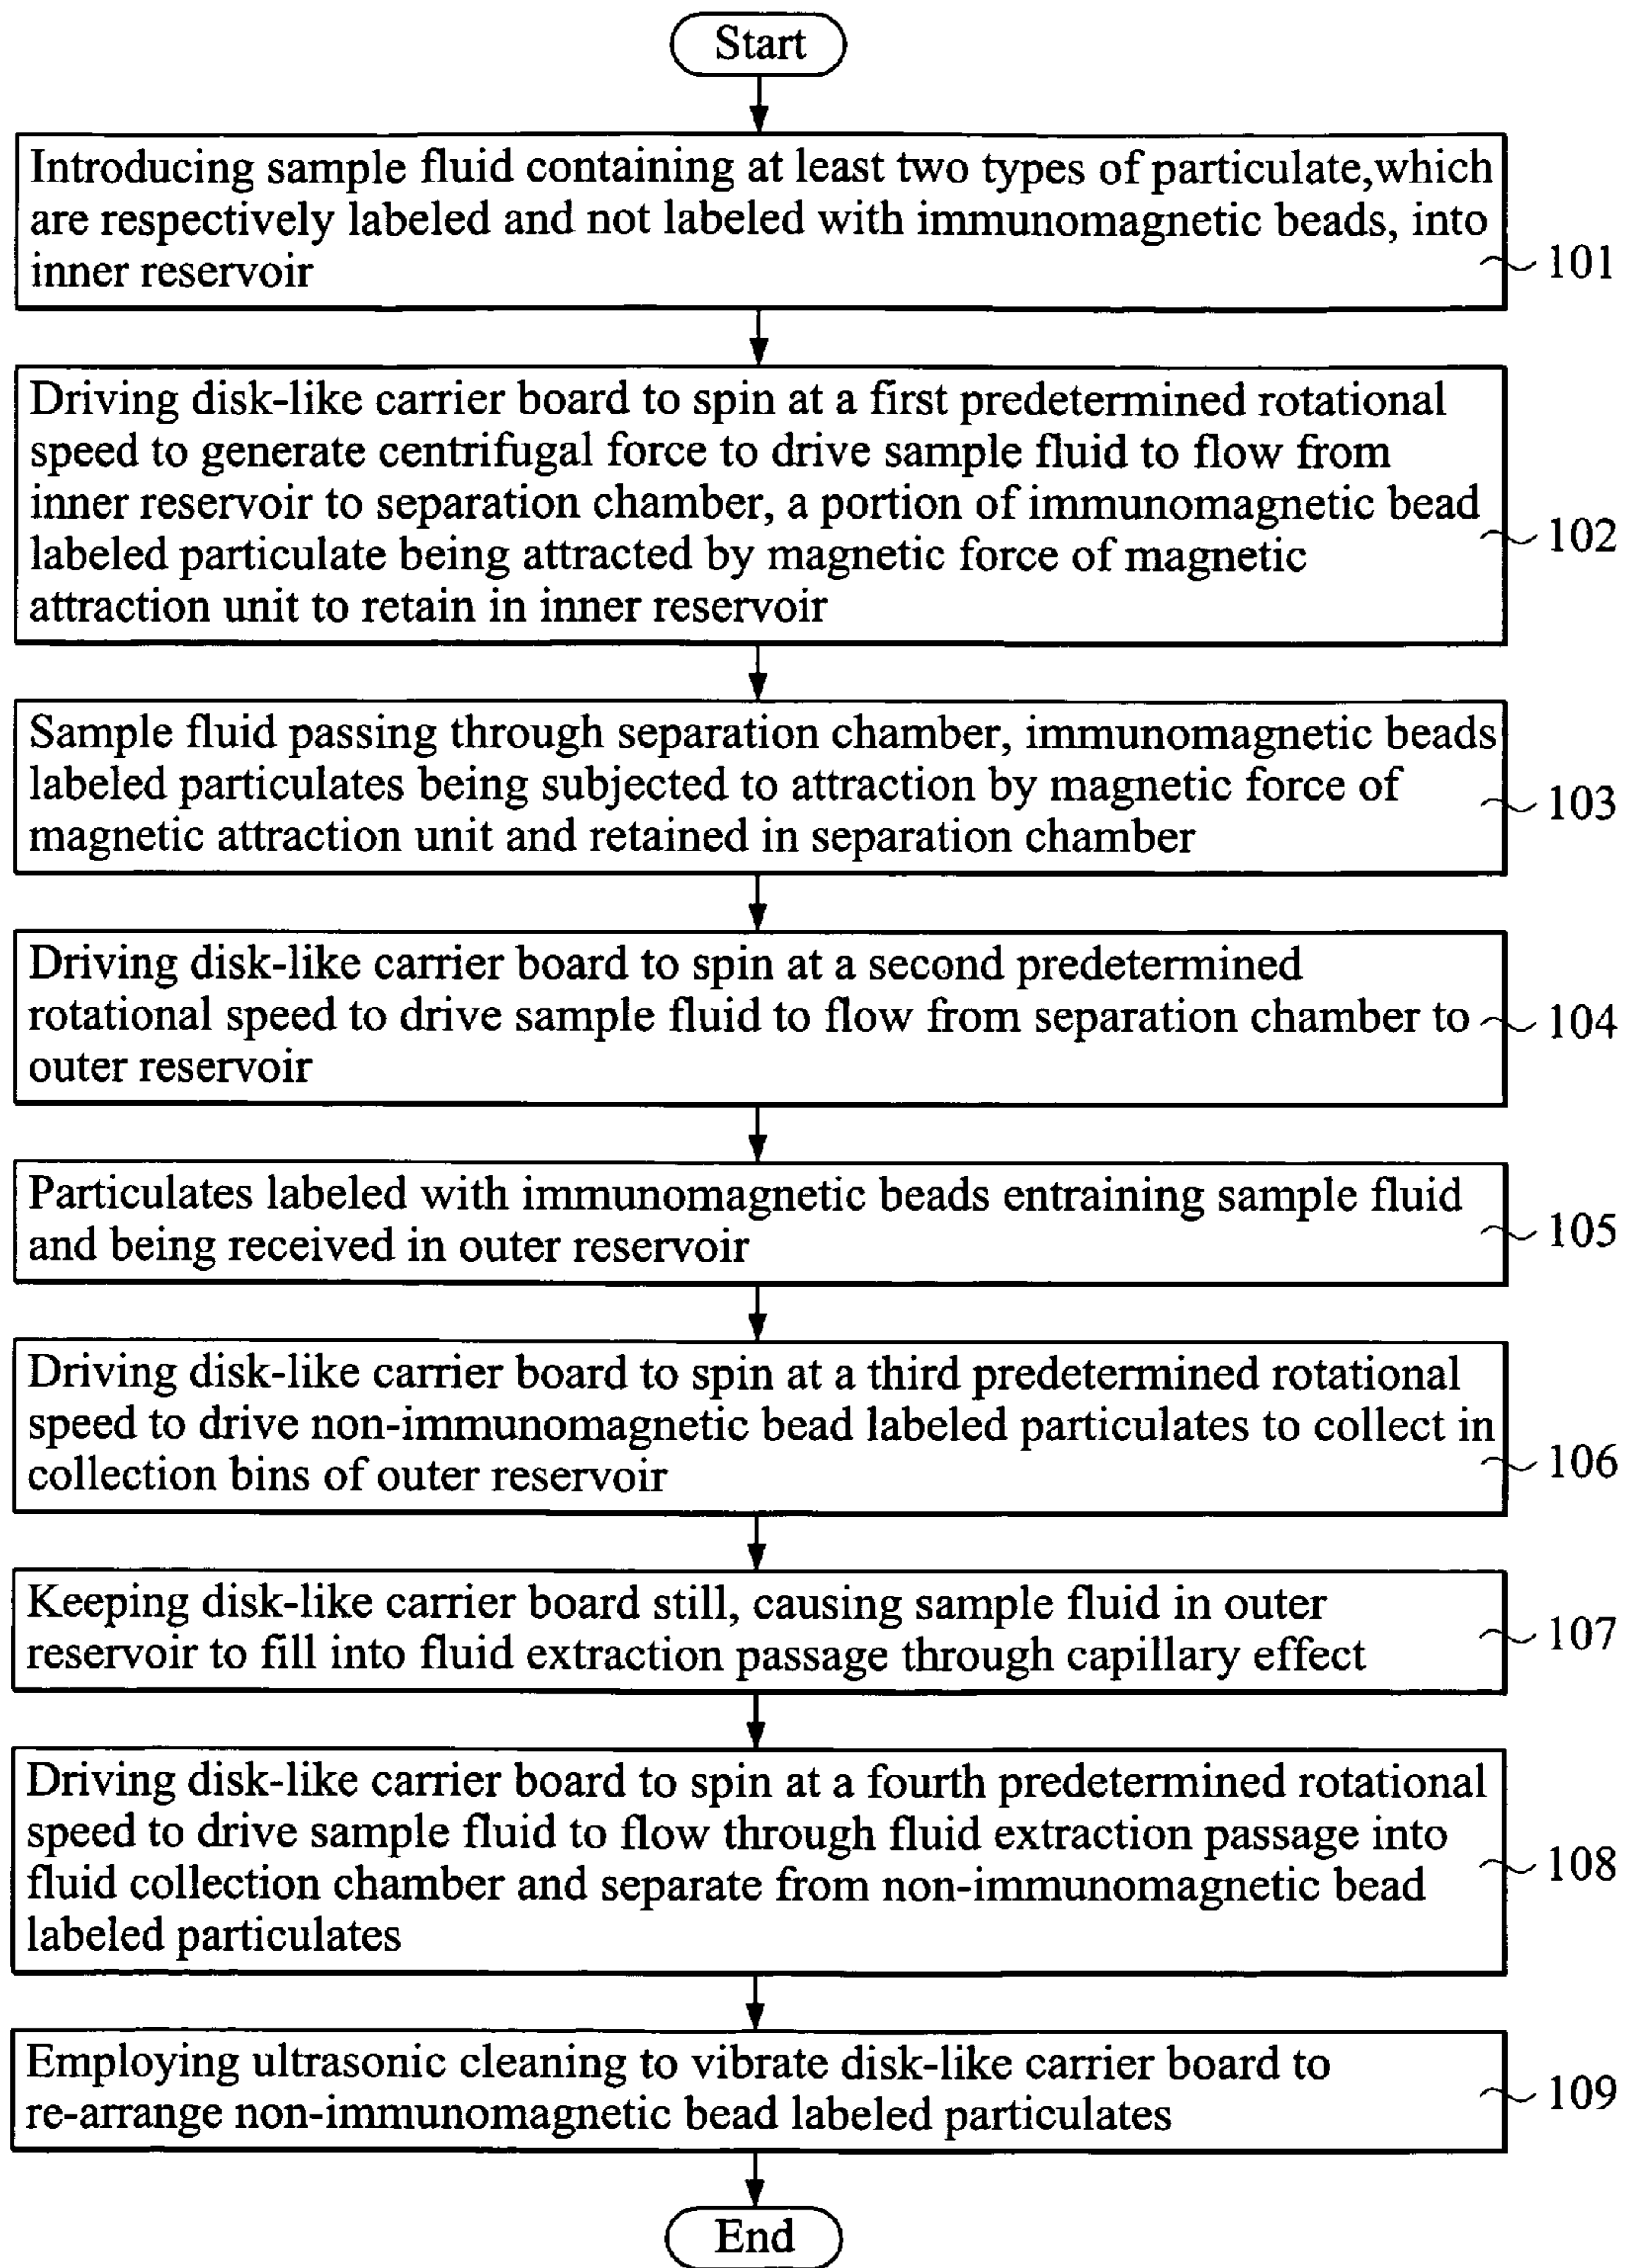 Start
Introducing sample fluid containing at least two types of particulate,which
are respectively labeled and not labeled with immunomagnetic beads, into
inner reservoir
101
Driving disk-like carrier board to spin at a first predetermined rotational
speed to generate centrifugal force to drive sample fluid to flow from
inner reservoir to separation chamber, a portion of immunomagnetic bead
labeled particulate being attracted by magnetic force of magnetic
attraction unit to retain in inner reservoir
102
Sample fluid passing through separation chamber, immunomagnetic beads
labeled particulates being subjected to attraction by magnetic force of
magnetic attraction unit and retained in separation chamber
103
Driving disk-like carrier board to spin at a second predetermined
rotational speed to drive sample fluid to flow from separation chamber to
outer reservoir
104
Particulates labeled with immunomagnetic beads entraining sample fluid
and being received in outer reservoir
105
Driving disk-like carrier board to spin at a third predetermined rotational
speed to drive non-immunomagnetic bead labeled particulates to collect in
collection bins of outer reservoir
106
Keeping disk-like carrier board still, causing sample fluid in outer
reservoir to fill into fluid extraction passage through capillary effect
107
Driving disk-like carrier board to spin at a fourth predetermined rotational
speed to drive sample fluid to flow through fluid extraction passage into
fluid collection chamber and separate from non-immunomagnetic bead
labeled particulates
108
Employing ultrasonic cleaning to vibrate disk-like carrier board to
re-arrange non-immunomagnetic bead labeled particulates
109
End